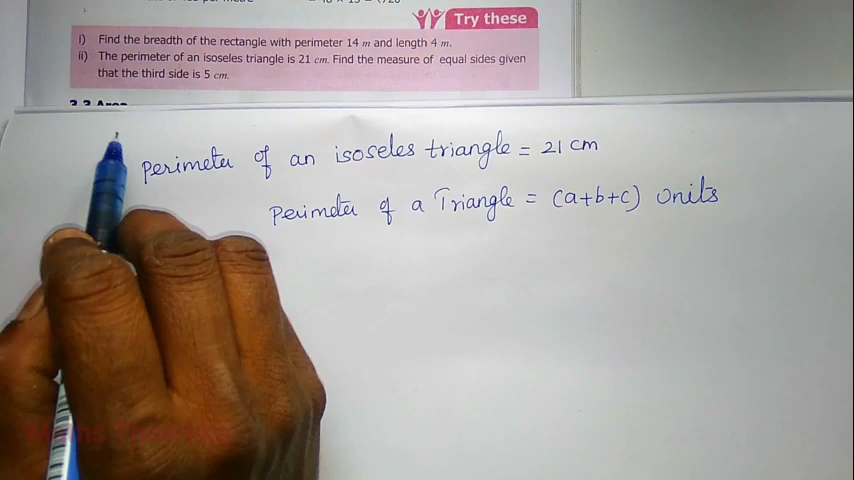 Try these
i) Find the breadth of the rectangle with perimeter 14 m and length 4 m.
ii) The perimeter of an isoseles triangle is 21 cm. Find the measure of equal sides given
that the third side is 5 cm.
Perimeter of an isoseles triangle = 21 cm
Perimeter of a Triangle = (a+b+c) Units